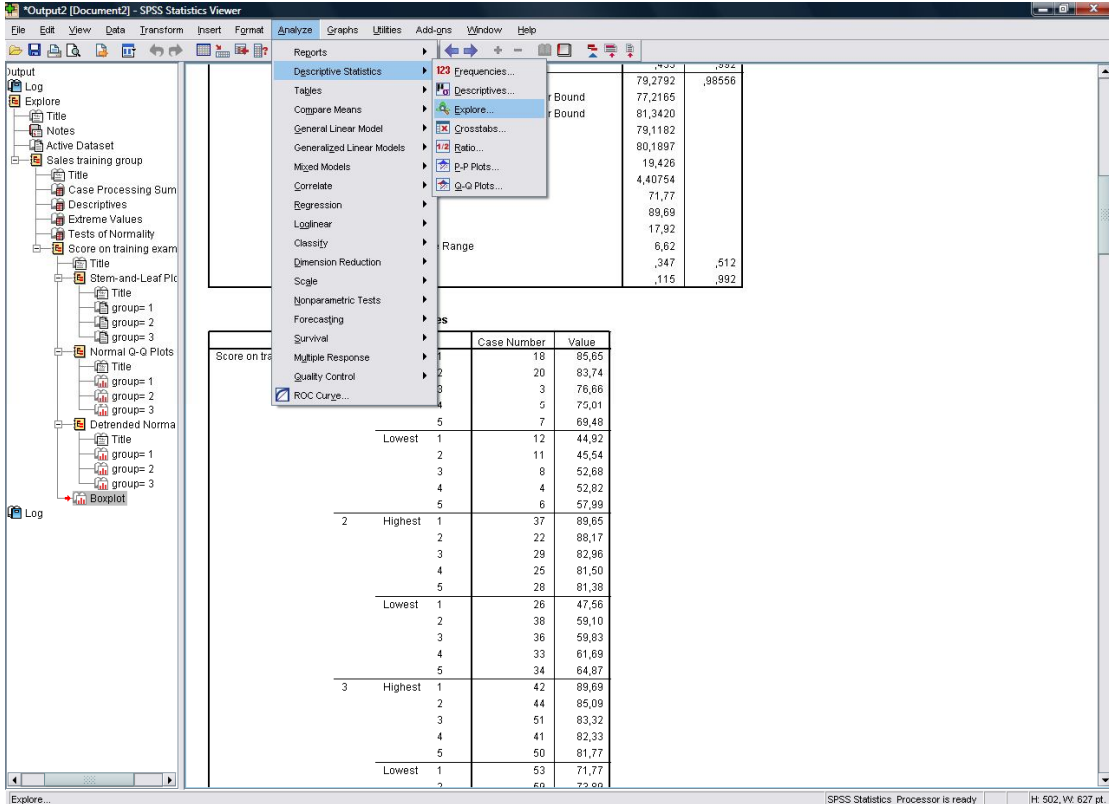 *Output2 [Document2] - SPSS Statistics Viewer
File Edit View Data Transform Insert Format Analyze Graphs Utilities Add-ons Window Help
Output
Log
Explore
Title
Notes
Active Dataset
Sales training group
Title
Case Processing Sum
Descriptives
Extreme Values
Tests of Normality
Score on training exam
Title
Stem-and-Leaf Plo
Title
group= 1
group= 2
group= 3
Normal Q-Q Plots
Title
group= 1
group= 2
group= 3
Detrended Norma
Title
group= 1
group= 2
group= 3
Boxplot
Log
Reports
Descriptive Statistics
Tables
Compare Means
General Linear Model
Generalized Linear Models
Mixed Models
Correlate
Regression
Loglinear
Classify
Dimension Reduction
Scale
Nonparametric Tests
Forecasting
Survival
Multiple Response
Quality Control
ROC Curve...
123 Frequencies...
Descriptives...
Explore...
Crosstabs...
1/2 Ratio...
P-P Plots...
Q-Q Plots...
,992
79,2792 ,98556
r Bound 77,2165
r Bound 81,3420
79,1182
80,1897
19,426
4,40754
71,77
89,69
17,92
Range 6,62
,347 ,512
,115 ,992
es
Case Number Value
Score on tra 1 18 85,65
2 20 83,74
3 3 76,66
4 5 75,01
5 7 69,48
Lowest 1 12 44,92
2 11 45,54
3 8 52,68
4 4 52,82
5 6 57,99
2 Highest 1 37 89,65
2 22 88,17
3 29 82,96
4 25 81,50
5 28 81,38
Lowest 1 26 47,56
2 38 59,10
3 36 59,83
4 33 61,69
5 34 64,87
3 Highest 1 42 89,69
2 44 85,09
3 51 83,32
4 41 82,33
5 50 81,77
Lowest 1 53 71,77
Explore...
SPSS Statistics Processor is ready
H: 502, W: 627 pt.